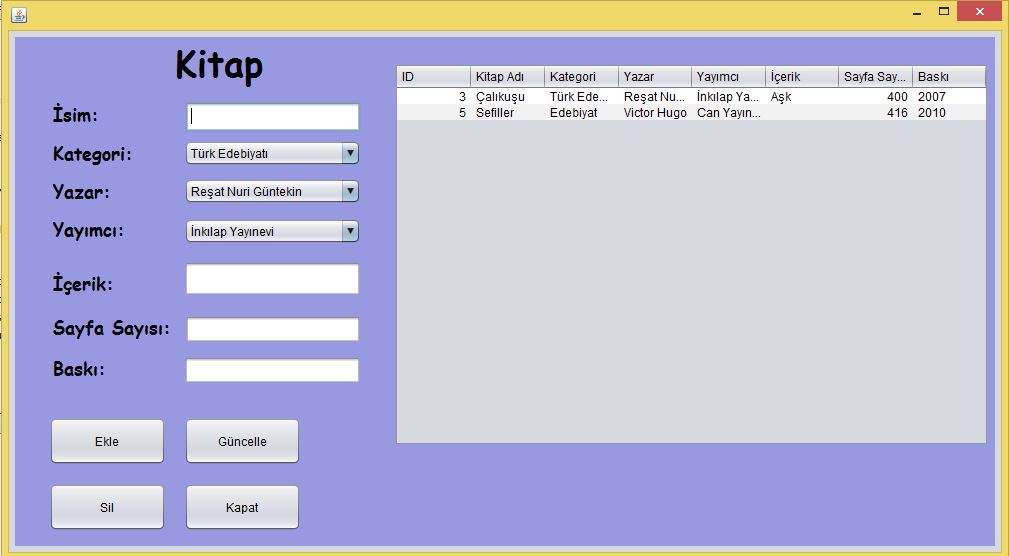 Kitap
İsim:
Kategori: Türk Edebiyatı
Yazar: Reşat Nuri Güntekin
Yayımcı: İnkılap Yayınevi
İçerik:
Sayfa Sayısı:
Baskı:
Ekle Güncelle
Sil Kapat
ID Kitap Adı Kategori Yazar Yayımcı İçerik Sayfa Say... Baskı
3 Çalıkuşu Türk Ede... Reşat Nu... İnkılap Ya... Aşk 400 2007
5 Sefiller Edebiyat Victor Hugo Can Yayın... 416 2010